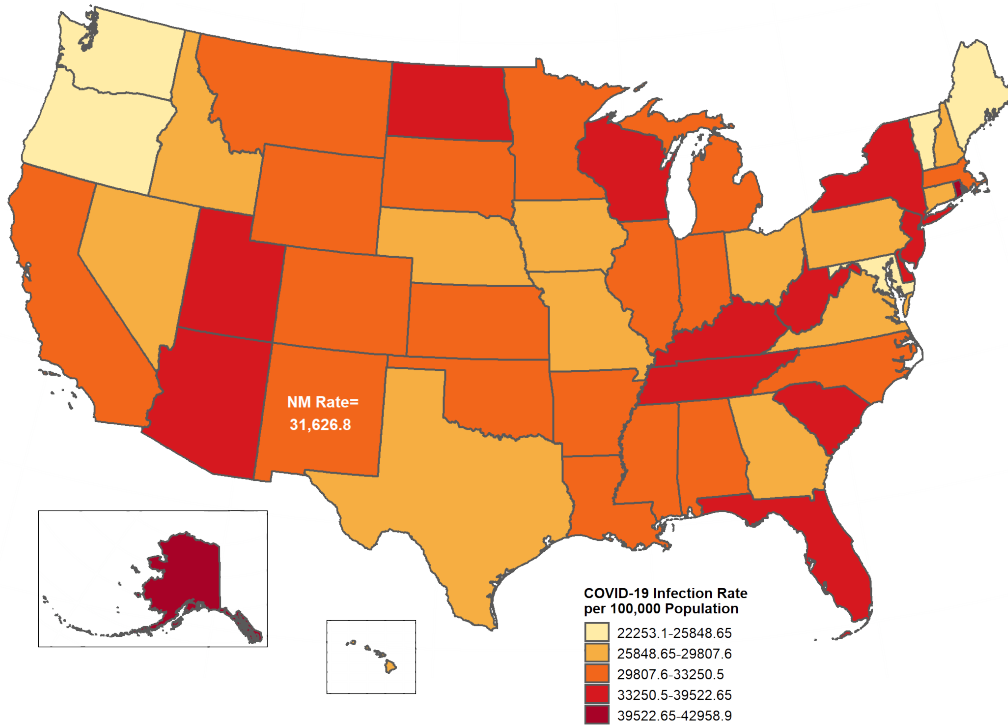 NM Rate=
31,626.8
COVID-19 Infection Rate
per 100,000 Population
22253.1-25848.65
25848.65-29807.6
29807.6-33250.5
33250.5-39522.65
39522.65-42958.9